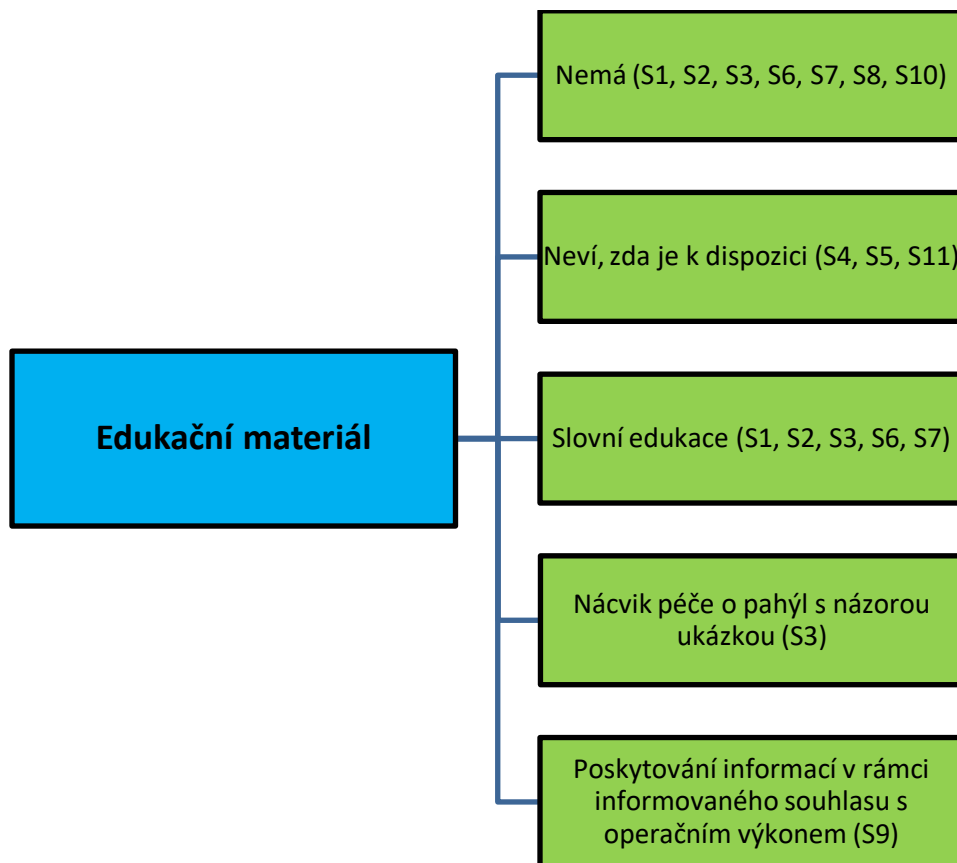 Nemá (S1, S2, S3, S6, S7, S8, S10)
Neví, zda je k dispozici (S4, S5, S11)
Edukační materiál
Slovní edukace (S1, S2, S3, S6, S7)
Nácvik péče o pahýl s názorou
ukázkou (S3)
Poskytování informací v rámci
informovaného souhlasu s
operačním výkonem (S9)